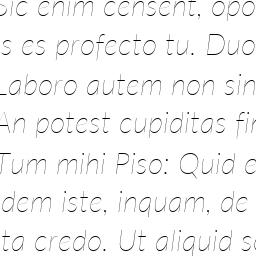 Sic enim censent, opo
s es profecto tu. Duo
Laboro autem non sin
An potest cupiditas fin
Tum mihi Piso: Quid e
dem iste, inquam, de
ta credo. Ut aliquid s